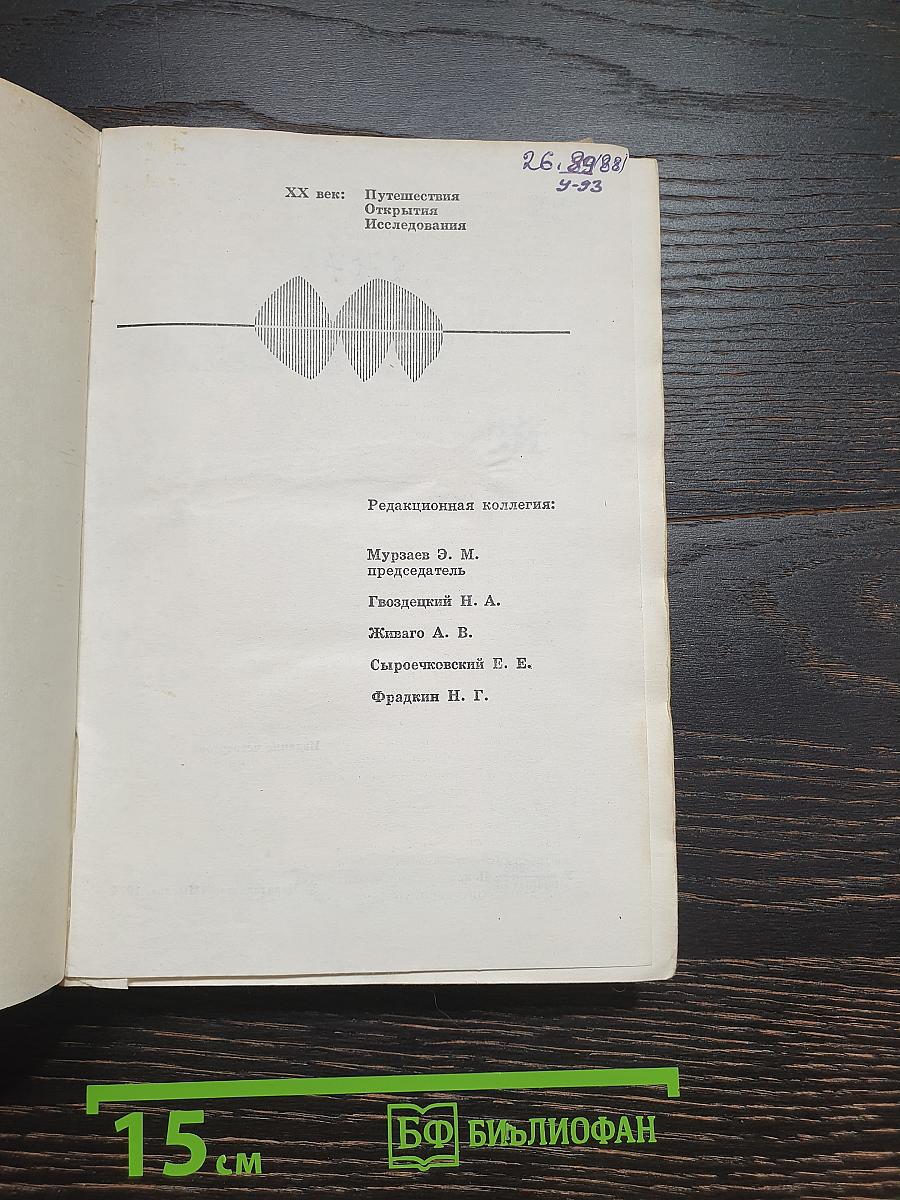 26.89(88)
У-93
XX век: Путешествия
Открытия
Исследования
Редакционная коллегия:
Мурзаев Э. М.
председатель
Гвоздецкий Н. А.
Живаго А. В.
Сыроечковский Е. Е.
Фрадкин Н. Г.
15 см
БФ БИБЛИОФАН